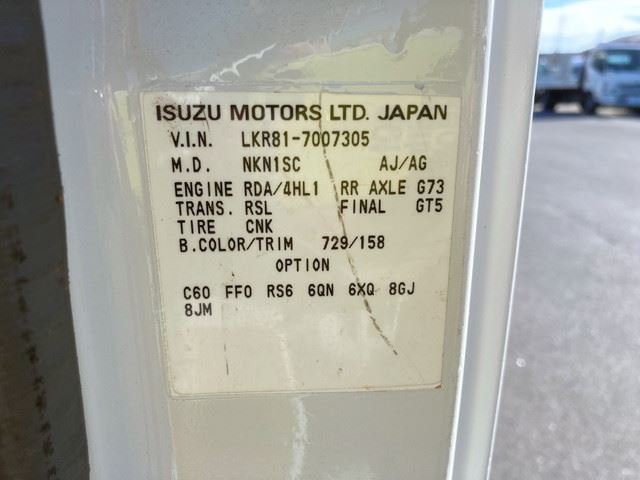 ISUZU MOTORS LTD. JAPAN
V.I.N. LKR81-7007305
M.D. NKN1SC AJ/AG
ENGINE RDA/4HL1 RR AXLE G73
TRANS. RSL FINAL GT5
TIRE CNK
B.COLOR/TRIM 729/158
OPTION
C60 FF0 RS6 6QN 6XQ 8GJ
8JM